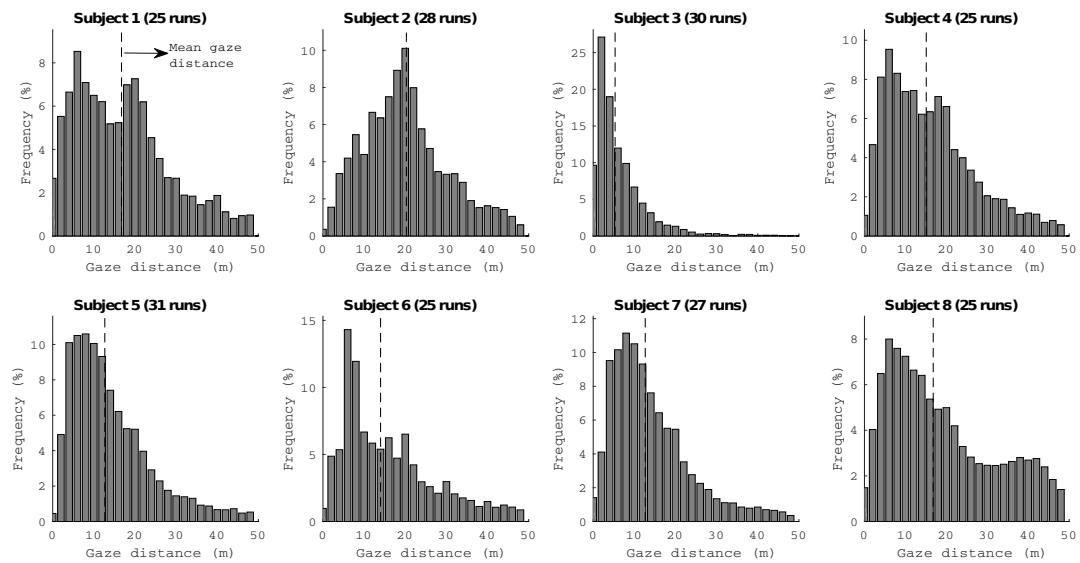 Subject 1 (25 runs)
Mean gaze
distance
Frequency (%)
8
6
4
2
0
0 10 20 30 40 50
Gaze distance (m)
Subject 2 (28 runs)
Frequency (%)
10
8
6
4
2
0
0 10 20 30 40 50
Gaze distance (m)
Subject 3 (30 runs)
Frequency (%)
25
20
15
10
5
0
0 10 20 30 40 50
Gaze distance (m)
Subject 4 (25 runs)
Frequency (%)
10
8
6
4
2
0
0 10 20 30 40 50
Gaze distance (m)
Subject 5 (31 runs)
Frequency (%)
10
8
6
4
2
0
0 10 20 30 40 50
Gaze distance (m)
Subject 6 (25 runs)
Frequency (%)
15
10
5
0
0 10 20 30 40 50
Gaze distance (m)
Subject 7 (27 runs)
Frequency (%)
12
10
8
6
4
2
0
0 10 20 30 40 50
Gaze distance (m)
Subject 8 (25 runs)
Frequency (%)
8
6
4
2
0
0 10 20 30 40 50
Gaze distance (m)